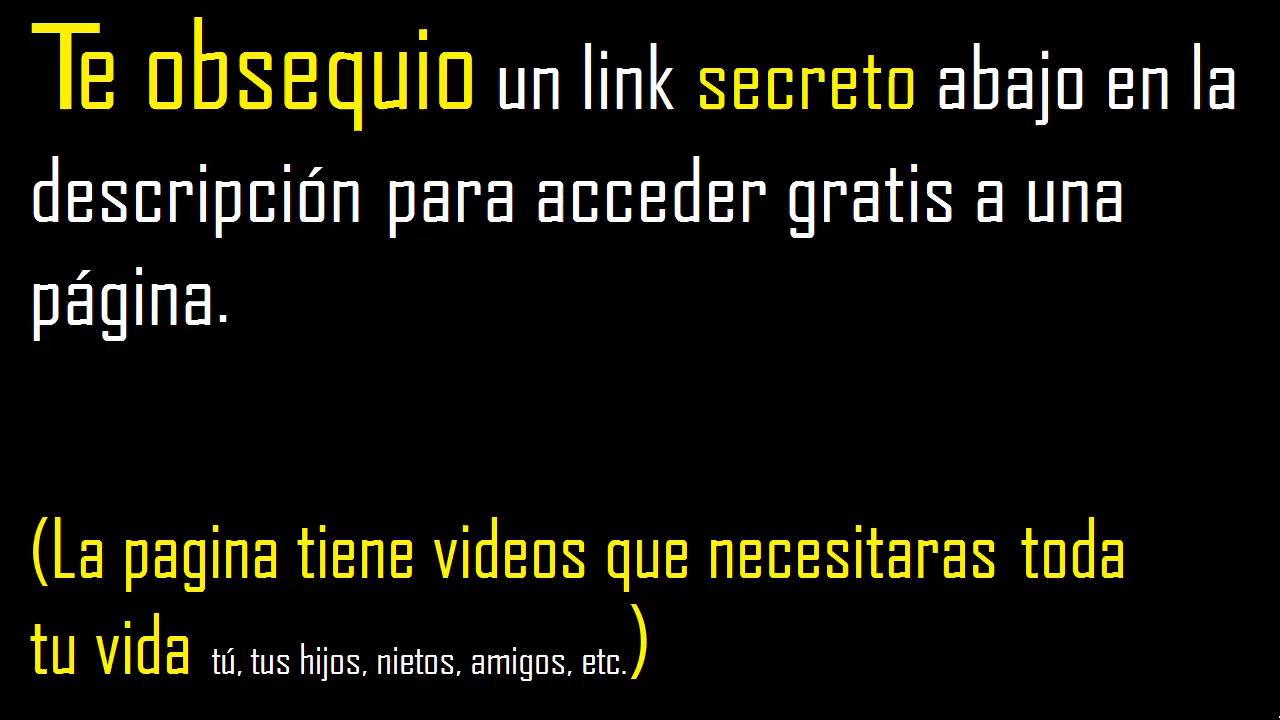 Te obsequio un link secreto abajo en la
descripción para acceder gratis a una
página.
(La pagina tiene videos que necesitaras toda
tu vida tú, tus hijos, nietos, amigos, etc.)